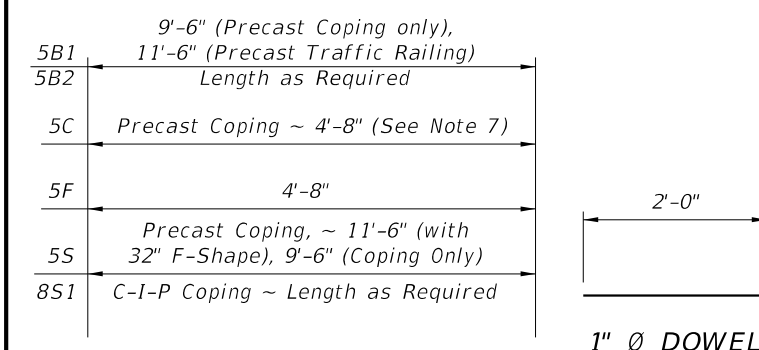 9'-6" (Precast Coping only),
5B1 11'-6" (Precast Traffic Railing)
5B2 Length as Required
5C Precast Coping ~ 4'-8" (See Note 7)
5F 4'-8"
2'-0"
Precast Coping, ~ 11'-6" (with
5S 32" F-Shape), 9'-6" (Coping Only)
8S1 C-I-P Coping ~ Length as Required
1" Ø DOWEL